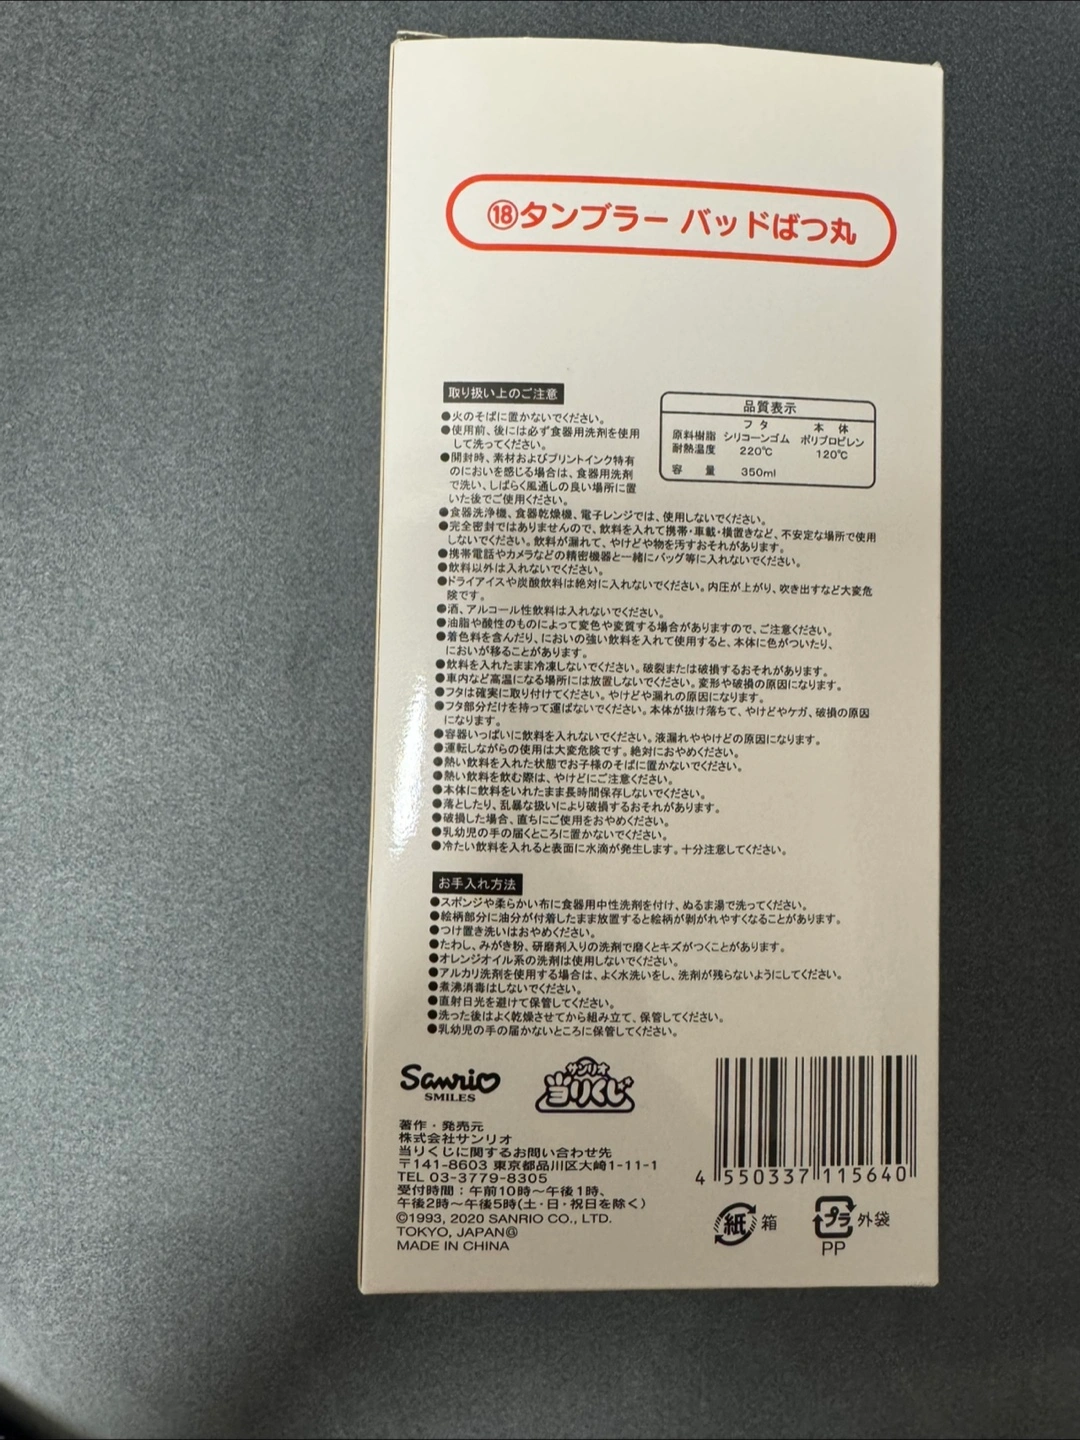 ⑱タンブラー バッドばつ丸
取り扱い上のご注意
●火のそばに置かないでください。
●使用前、後には必ず食器用洗剤を使用
して洗ってください。
●開封時、素材およびプリントインク特有
のにおいを感じる場合は、食器用洗剤
で洗い、しばらく風通しの良い場所に置
いた後でご使用ください。
品質表示
フタ 本体
原料樹脂 シリコーンゴム ポリプロピレン
耐熱温度 220℃ 120℃
容量 350ml
●食器洗浄機、食器乾燥機、電子レンジでは、使用しないでください。
●完全密封ではありませんので、飲料を入れて携帯・車載・横置きなど、不安定な場所で使用
しないでください。飲料が漏れて、やけどや物を汚すおそれがあります。
●携帯電話やカメラなどの精密機器と一緒にバッグ等に入れないでください。
●飲料以外は入れないでください。
●ドライアイスや炭酸飲料は絶対に入れないでください。内圧が上がり、吹き出すなど大変危
険です。
●酒、アルコール性飲料は入れないでください。
●油脂や酸性のものによって変色や変質する場合がありますので、ご注意ください。
●着色料を含んだり、においの強い飲料を入れて使用すると、本体に色がついたり、
においが移ることがあります。
●飲料を入れたまま冷凍しないでください。破裂または破損するおそれがあります。
●車内など高温になる場所には放置しないでください。変形や破損の原因になります。
●フタは確実に取り付けてください。やけどや漏れの原因になります。
●フタ部分だけを持って運ばないでください。本体が抜け落ちて、やけどやケガ、破損の原因
になります。
●容器いっぱいに飲料を入れないでください。液漏れややけどの原因になります。
●運転しながらの使用は大変危険です。絶対におやめください。
●熱い飲料を入れた状態でお子様のそばに置かないでください。
●熱い飲料を飲む際は、やけどにご注意ください。
●本体に飲料をいれたまま長時間保存しないでください。
●落としたり、乱暴な扱いにより破損するおそれがあります。
●破損した場合、直ちにご使用をおやめください。
●乳幼児の手の届くところに置かないでください。
●冷たい飲料を入れると表面に水滴が発生します。十分注意してください。
お手入れ方法
●スポンジや柔らかい布に食器用中性洗剤を付け、ぬるま湯で洗ってください。
●絵柄部分に油分が付着したまま放置すると絵柄が剥がれやすくなることがあります。
●つけ置き洗いはおやめください。
●たわし、みがき粉、研磨剤入りの洗剤で磨くとキズがつくことがあります。
●オレンジオイル系の洗剤は使用しないでください。
●アルカリ洗剤を使用する場合は、よく水洗いをし、洗剤が残らないようにしてください。
●煮沸消毒はしないでください。
●直射日光を避けて保管してください。
●洗った後はよく乾燥させてから組み立て、保管してください。
●乳幼児の手の届かないところに保管してください。
Sanrio
SMILES
サンリオ
当りくじ
著作・発売元
株式会社サンリオ
当りくじに関するお問い合わせ先
〒141-8603 東京都品川区大崎1-11-1
TEL 03-3779-8305
受付時間：午前10時〜午後1時、
午後2時〜午後5時(土・日・祝日を除く)
©1993, 2020 SANRIO CO., LTD.
TOKYO, JAPAN Ⓐ
MADE IN CHINA
4 550337 115640
紙 箱
プラ 外袋
PP